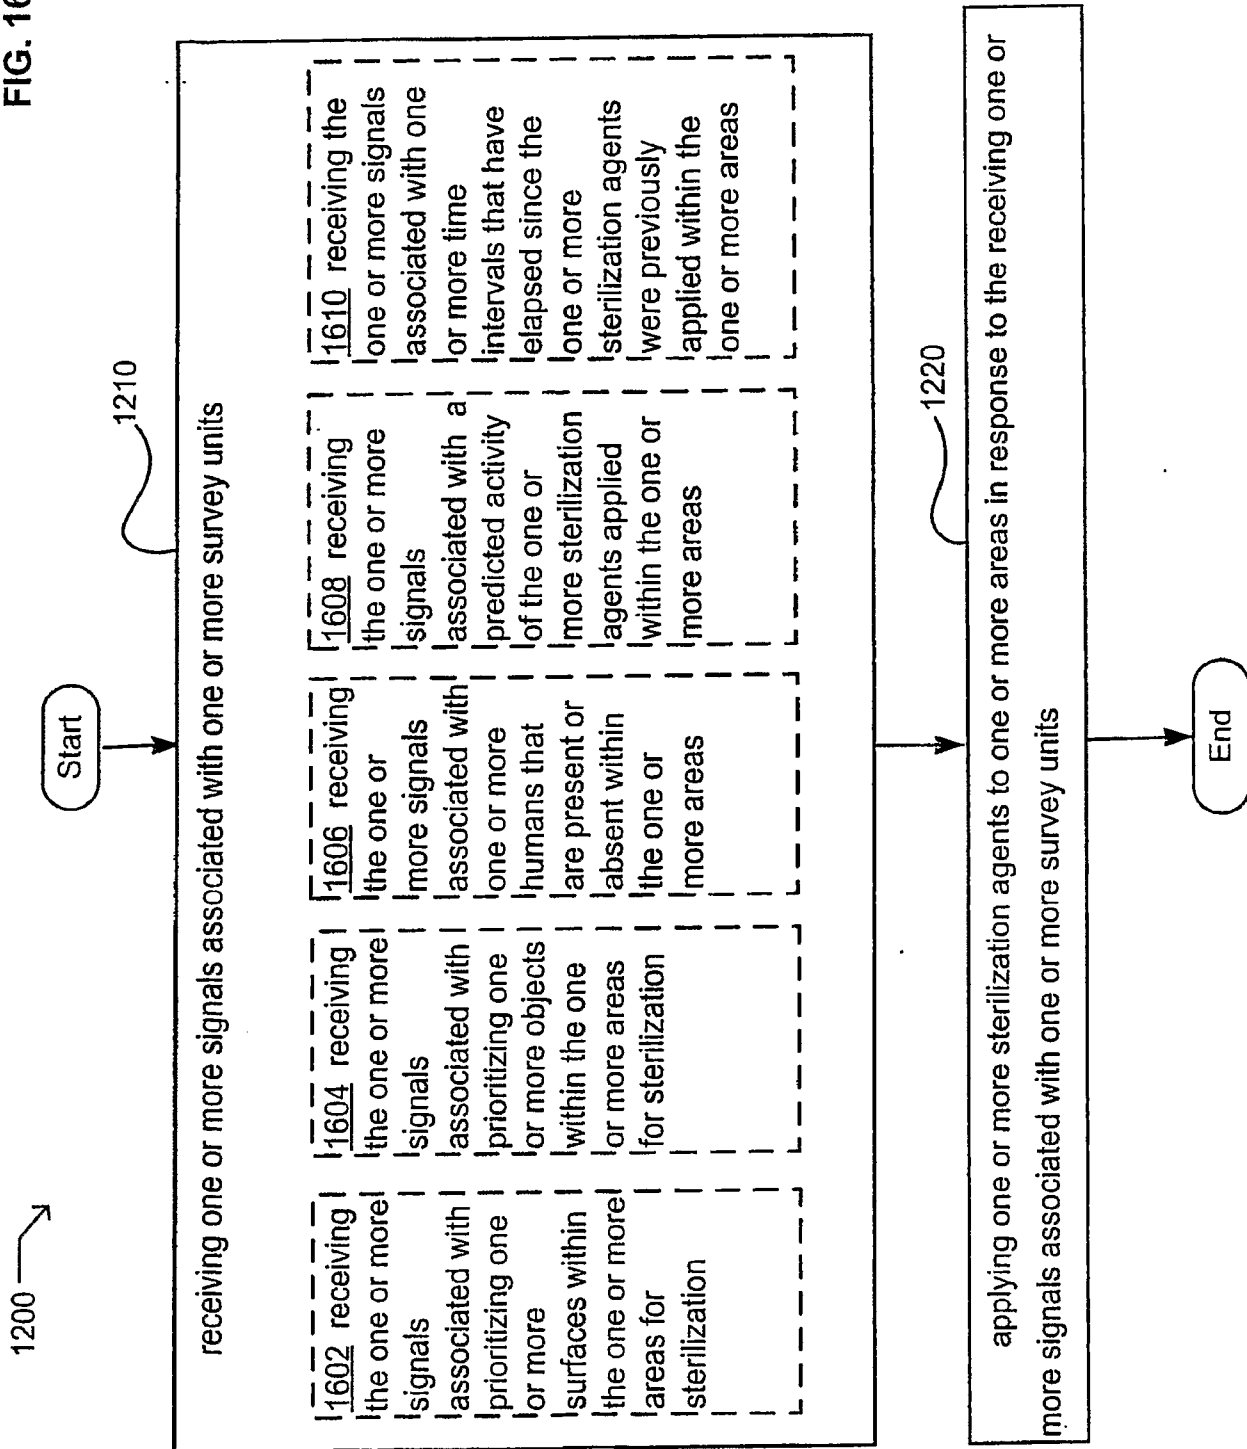 FIG. 16
1200
Start
1210
receiving one or more signals associated with one or more survey units
1602 receiving
the one or more
signals
associated with
prioritizing one
or more
surfaces within
the one or more
areas for
sterilization
1604 receiving
the one or more
signals
associated with
prioritizing one
or more objects
within the one
or more areas
for sterilization
1606 receiving
the one or
more signals
associated with
one or more
humans that
are present or
absent within
the one or
more areas
1608 receiving
the one or more
signals
associated with a
predicted activity
of the one or
more sterilization
agents applied
within the one or
more areas
1610 receiving the
one or more signals
associated with one
or more time
intervals that have
elapsed since the
one or more
sterilization agents
were previously
applied within the
one or more areas
1220
applying one or more sterilization agents to one or more areas in response to the receiving one or
more signals associated with one or more survey units
End